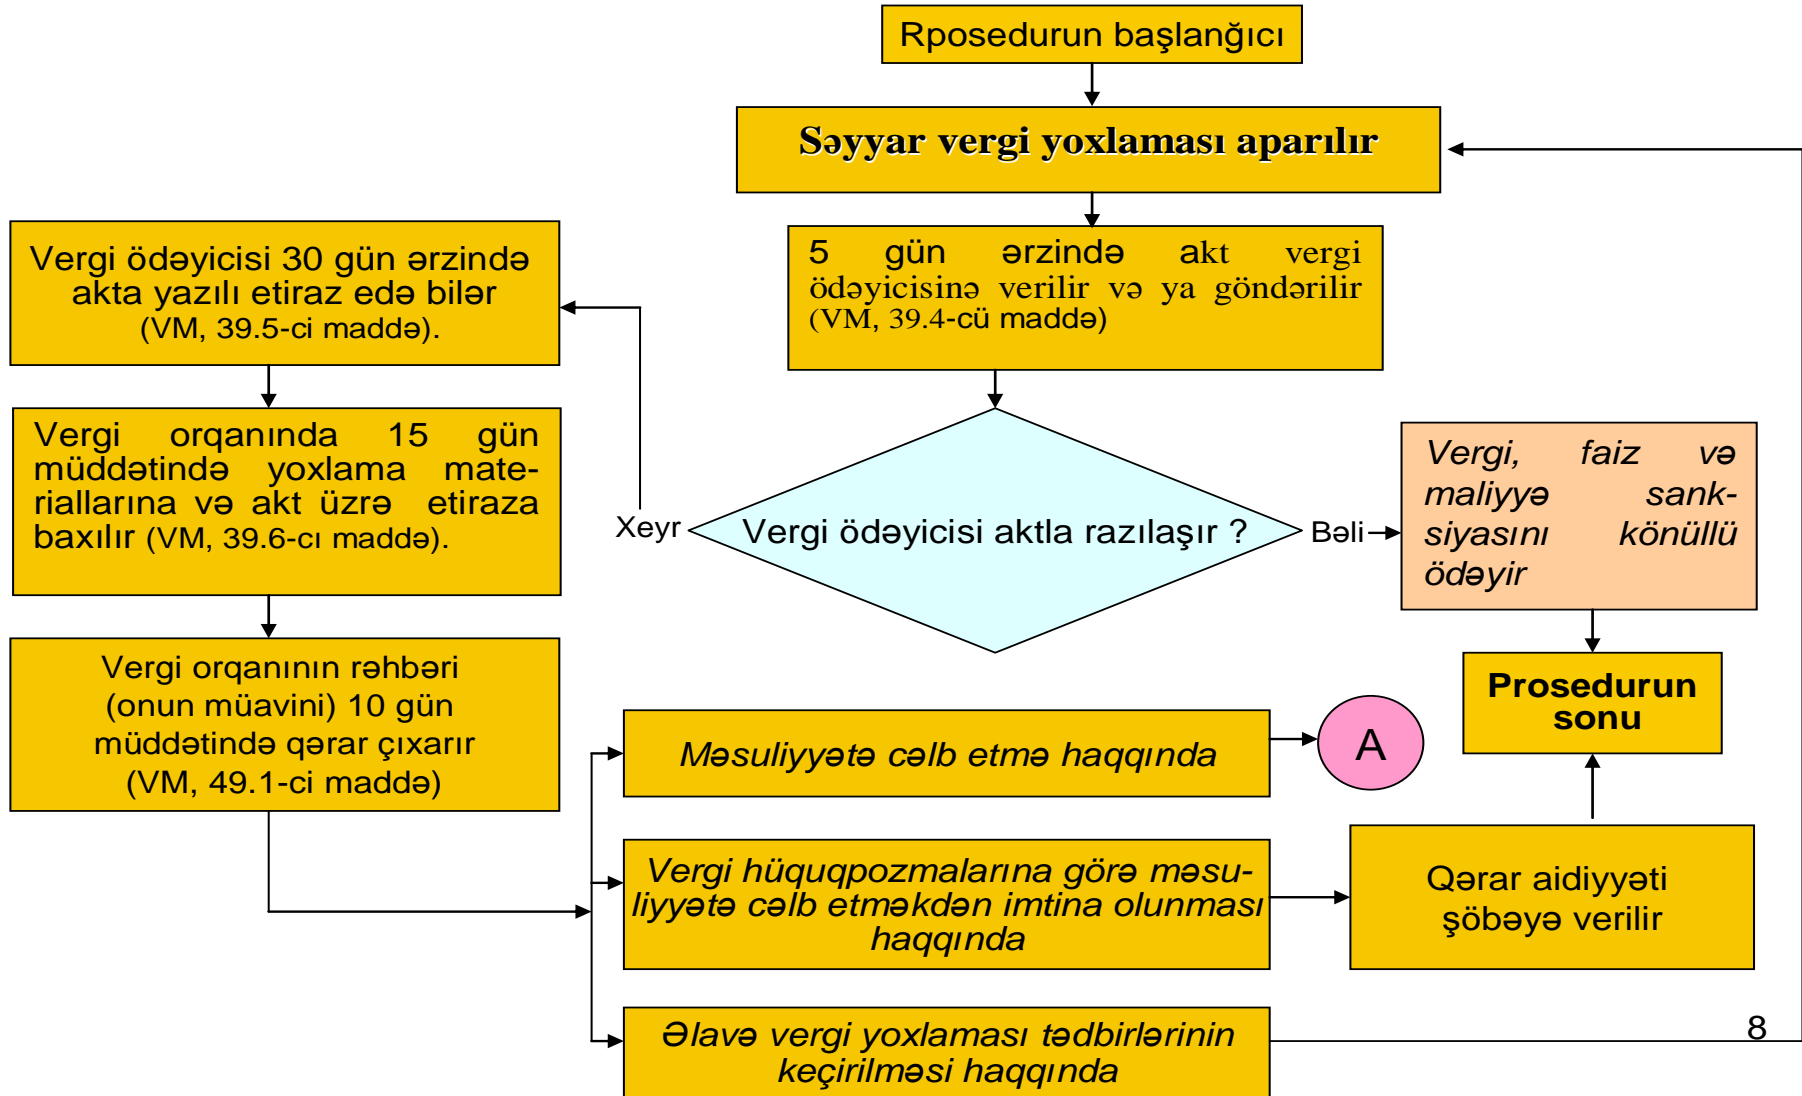 Rposedurun başlanğıcı
Səyyar vergi yoxlaması aparılır
5 gün ərzində akt vergi
ödəyicisinə verilir və ya göndərilir
(VM, 39.4-cü maddə)
Vergi ödəyicisi 30 gün ərzində
akta yazılı etiraz edə bilər
(VM, 39.5-ci maddə).
Vergi orqanında 15 gün
müddətində yoxlama mate-
riallarına və akt üzrə etiraza
baxılır (VM, 39.6-cı maddə).
Xeyr
Vergi ödəyicisi aktla razılaşır ?
Bəli
Vergi, faiz və
maliyyə sank-
siyasını könüllü
ödəyir
Vergi orqanının rəhbəri
(onun müavini) 10 gün
müddətində qərar çıxarır
(VM, 49.1-ci maddə)
Prosedurun
sonu
Məsuliyyətə cəlb etmə haqqında
A
Vergi hüquqpozmalarına görə məsu-
liyyətə cəlb etməkdən imtina olunması
haqqında
Qərar aidiyyəti
şöbəyə verilir
Əlavə vergi yoxlaması tədbirlərinin
keçirilməsi haqqında
8